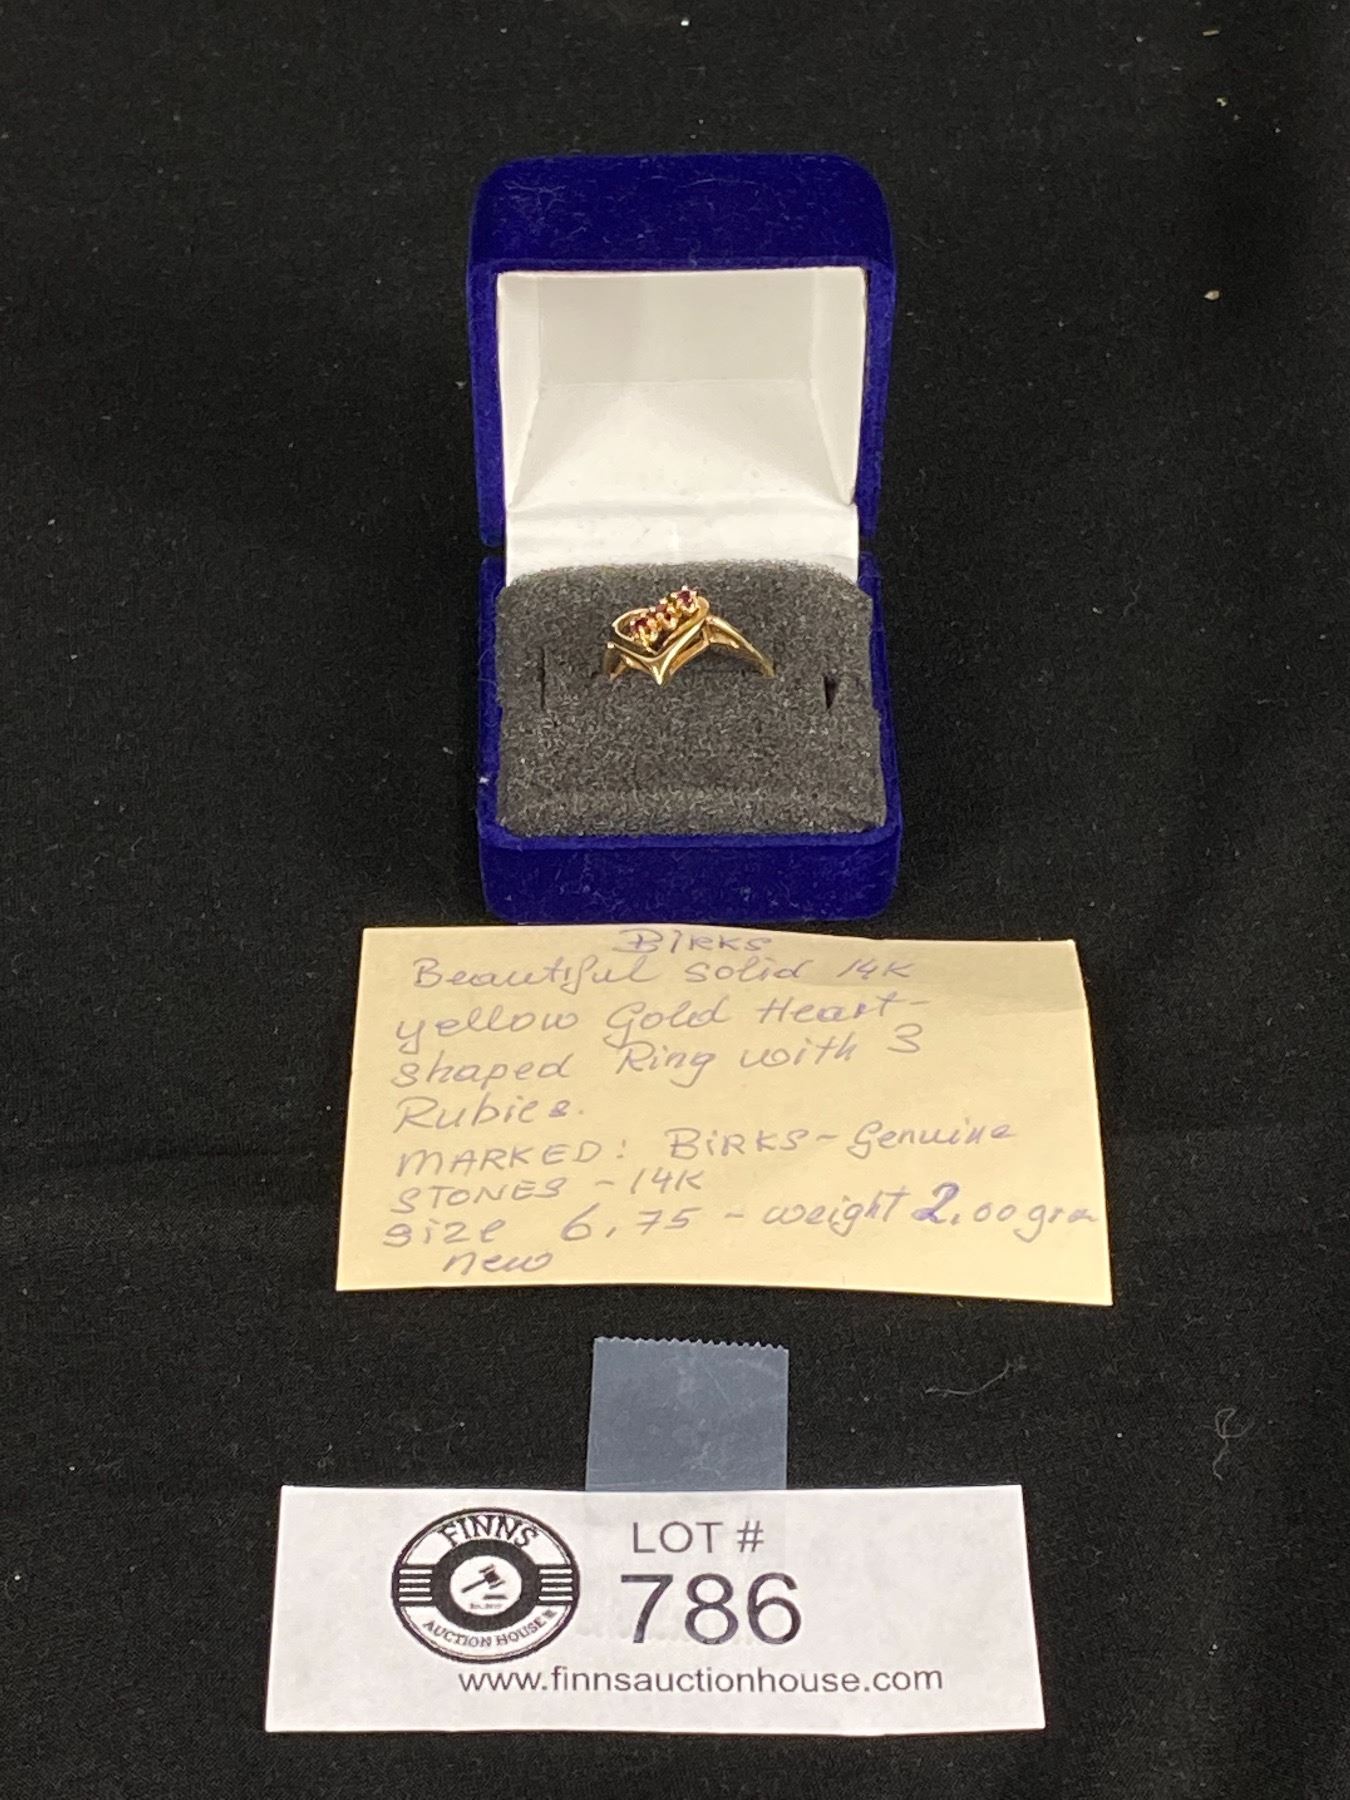 BIRKS
Beautiful solid 14K
yellow Gold Heart-
shaped Ring with 3
Rubies.
MARKED: BIRKS - Genuine
STONES - 14K
size 6,75 - weight 2,00 gra
new
FINNS
AUCTION HOUSE
LOT #
786
www.finnsauctionhouse.com